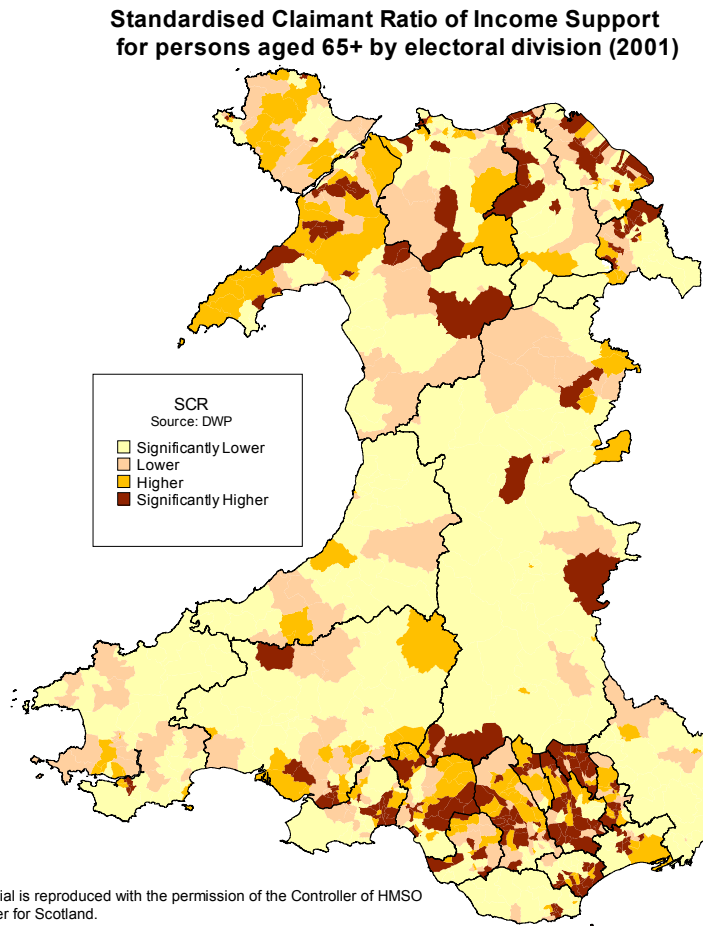 Standardised Claimant Ratio of Income Support
for persons aged 65+ by electoral division (2001)
SCR
Source: DWP
Significantly Lower
Lower
Higher
Significantly Higher
ial is reproduced with the permission of the Controller of HMSO
er for Scotland.